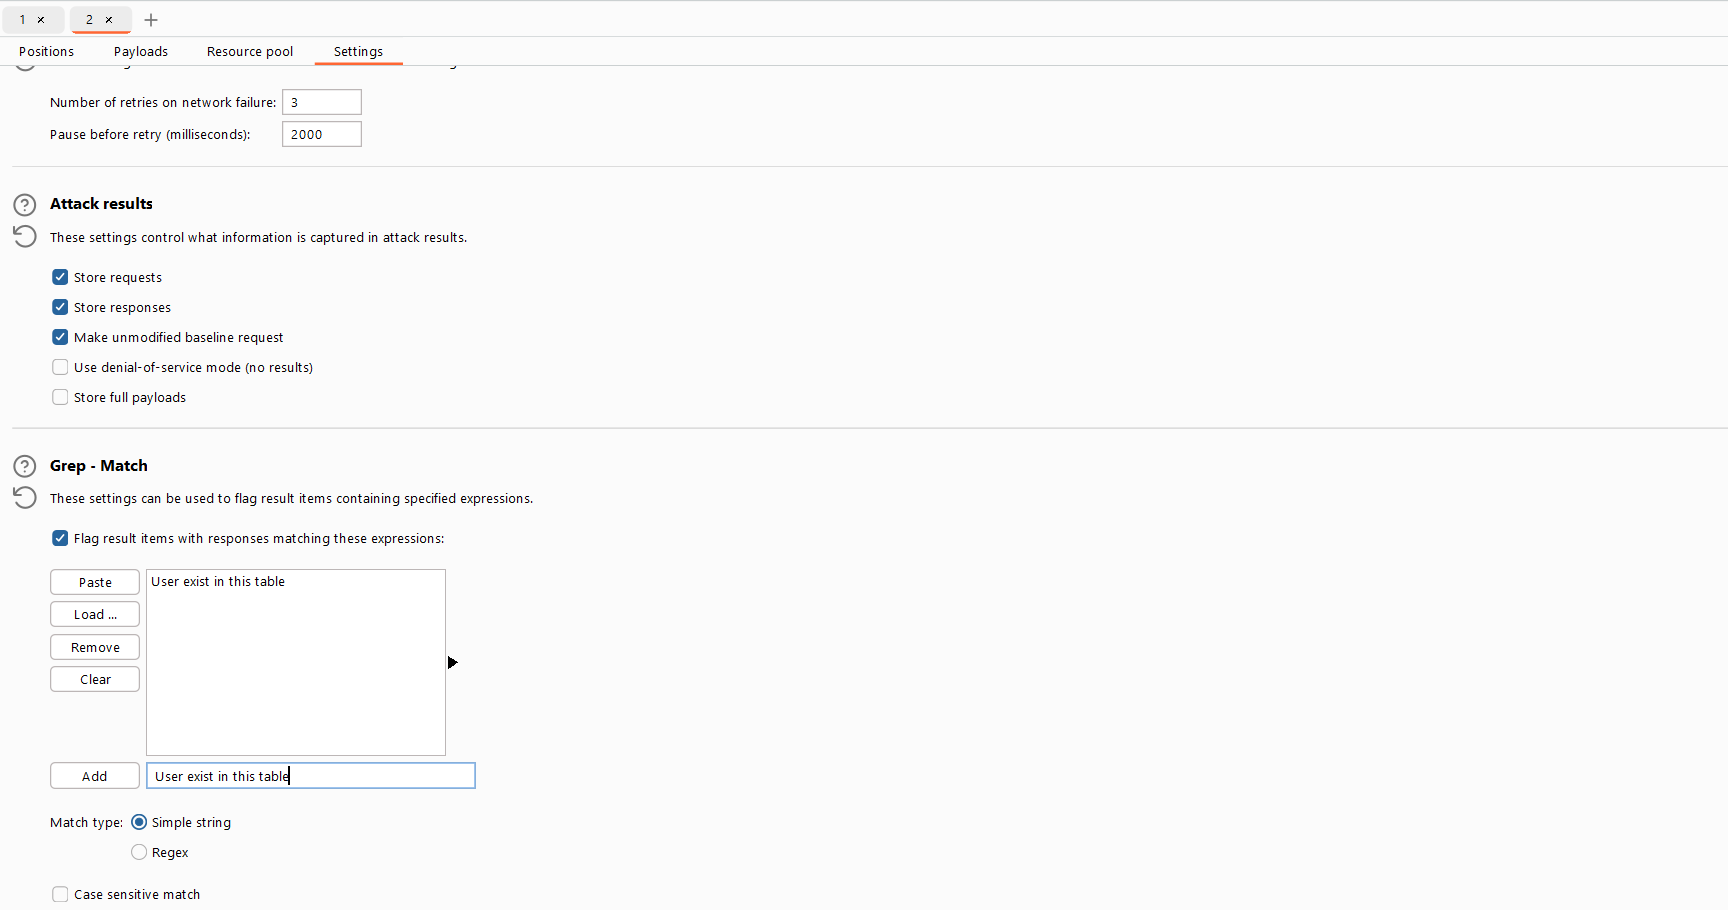 1 × 2 × +
Positions Payloads Resource pool Settings
Number of retries on network failure: 3
Pause before retry (milliseconds): 2000
Attack results
These settings control what information is captured in attack results.
Store requests
Store responses
Make unmodified baseline request
Use denial-of-service mode (no results)
Store full payloads
Grep - Match
These settings can be used to flag result items containing specified expressions.
Flag result items with responses matching these expressions:
Paste User exist in this table
Load ...
Remove
Clear
Add User exist in this table
Match type: Simple string
Regex
Case sensitive match